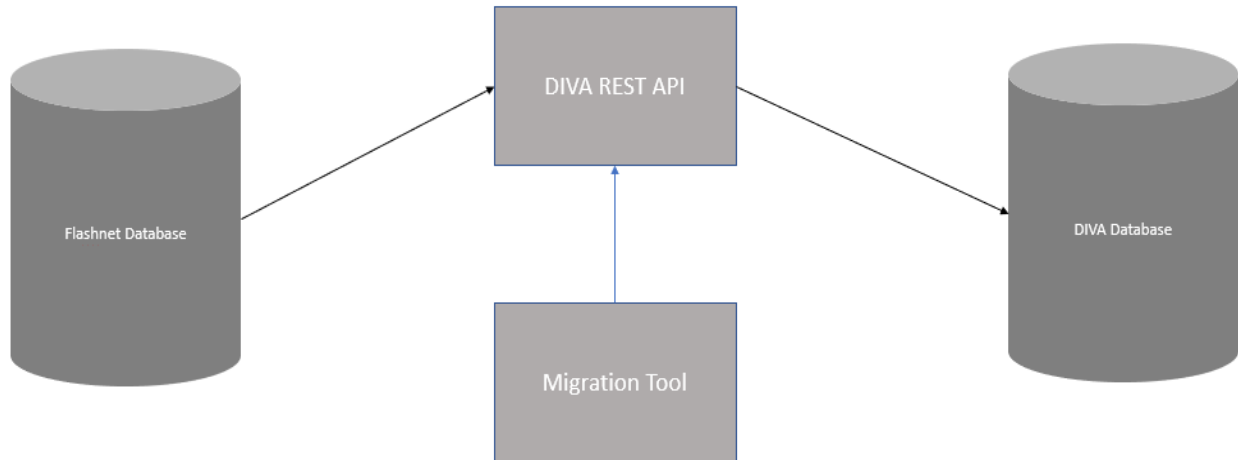 DIVA REST API
Flashnet Database
DIVA Database
Migration Tool